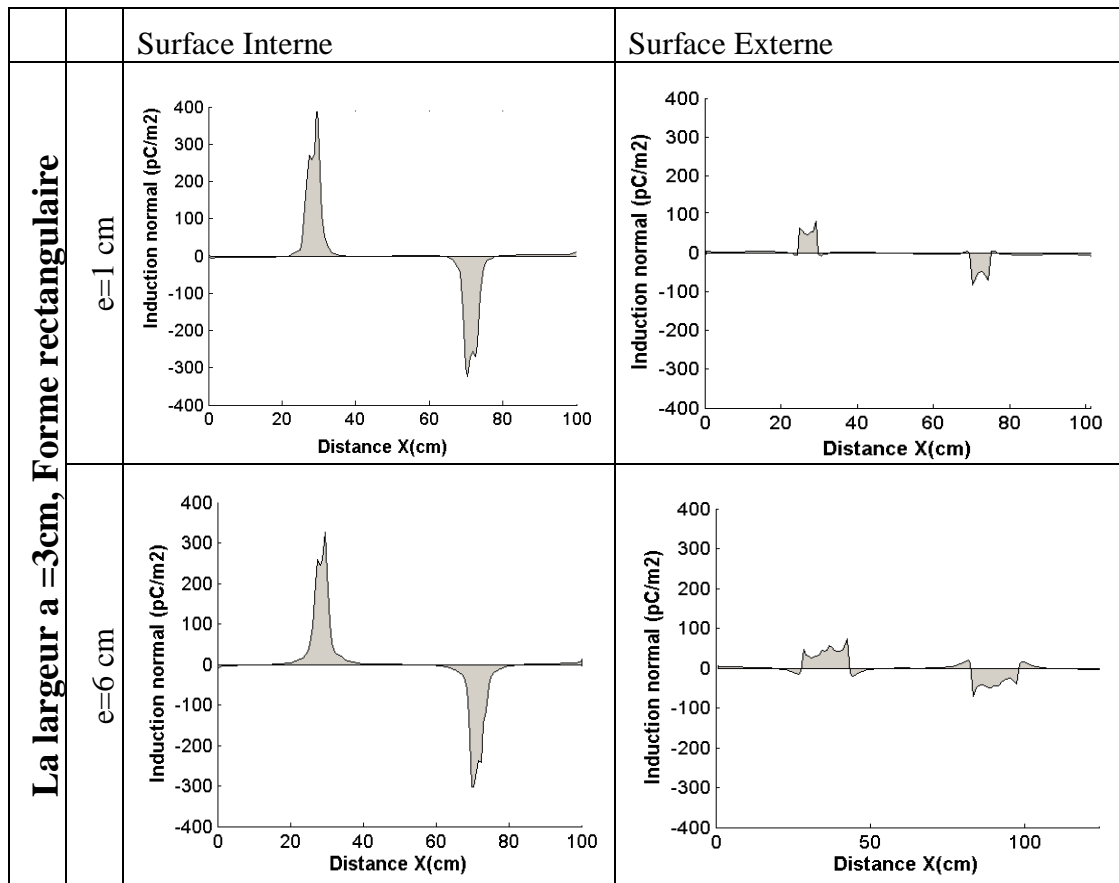 Surface Interne
Surface Externe
La largeur a =3cm, Forme rectangulaire
e=1 cm
Induction normal (pC/m2)
400
300
200
100
0
-100
-200
-300
-400
0 20 40 60 80 100
Distance X(cm)
Induction normal (pC/m2)
400
300
200
100
0
-100
-200
-300
-400
0 20 40 60 80 100
Distance X(cm)
e=6 cm
Induction normal (pC/m2)
400
300
200
100
0
-100
-200
-300
-400
0 20 40 60 80 100
Distance X(cm)
Induction normal (pC/m2)
400
300
200
100
0
-100
-200
-300
-400
0 50 100
Distance X(cm)